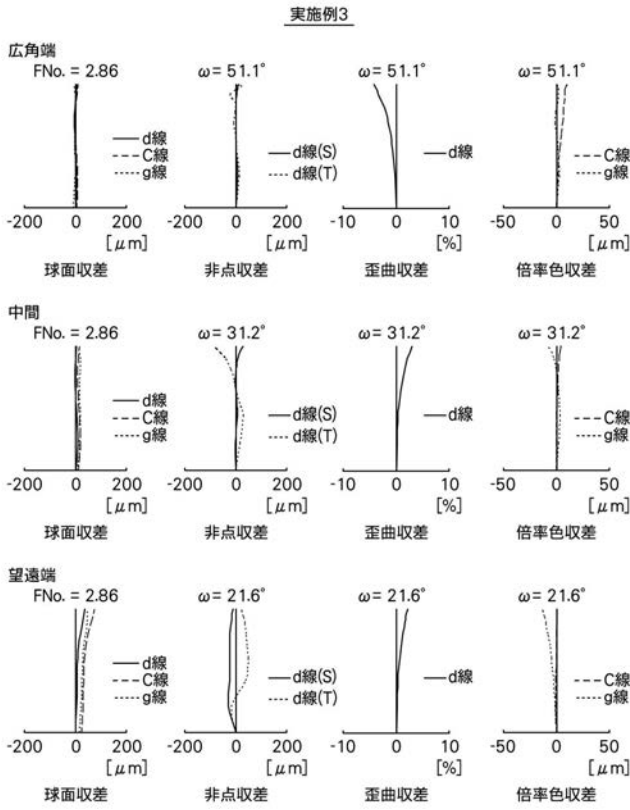 実施例3
広角端
FNo. = 2.86
ω = 51.1°
ω = 51.1°
ω = 51.1°
d線
C線
g線
d線(S)
d線(T)
d線
C線
g線
-200 0 200
-200 0 200
-10 0 10
-50 0 50
[μm]
[μm]
[%]
[μm]
球面収差
非点収差
歪曲収差
倍率色収差
中間
FNo. = 2.86
ω = 31.2°
ω = 31.2°
ω = 31.2°
d線
C線
g線
d線(S)
d線(T)
d線
C線
g線
-200 0 200
-200 0 200
-10 0 10
-50 0 50
[μm]
[μm]
[%]
[μm]
球面収差
非点収差
歪曲収差
倍率色収差
望遠端
FNo. = 2.86
ω = 21.6°
ω = 21.6°
ω = 21.6°
d線
C線
g線
d線(S)
d線(T)
d線
C線
g線
-200 0 200
-200 0 200
-10 0 10
-50 0 50
[μm]
[μm]
[%]
[μm]
球面収差
非点収差
歪曲収差
倍率色収差